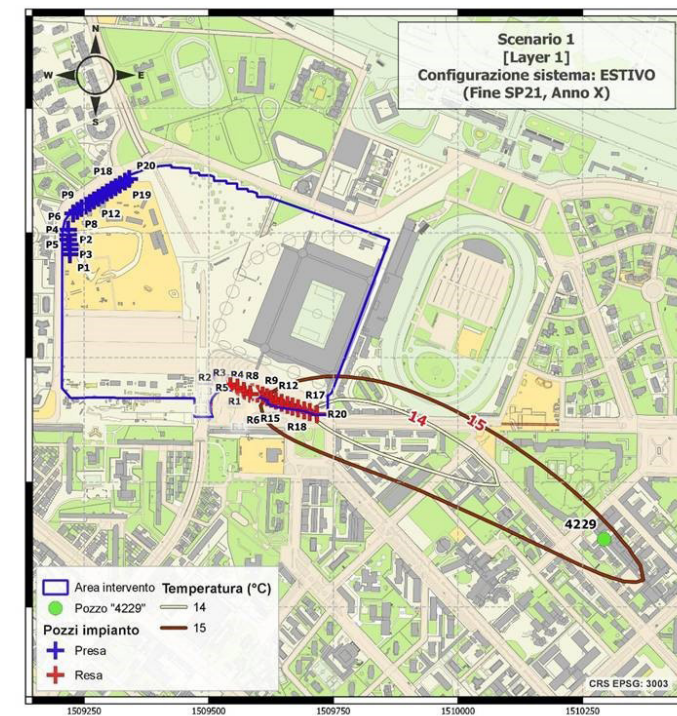 Scenario 1
[Layer 1]
Configurazione sistema: ESTIVO
(Fine SP21, Anno X)
N
W E
S
P18 P20
P9 P19
P6 P12
P8
P4 P2
P5 P3
P1
R3 R4 R8 R9 R12
R2 R5 R17
R1 R20
R6 R15 R18
14 15
4229
Area intervento Temperatura (°C)
Pozzo "4229" 14
Pozzi impianto 15
Presa
Resa
CRS EPSG: 3003
1509250 1509500 1509750 1510000 1510250